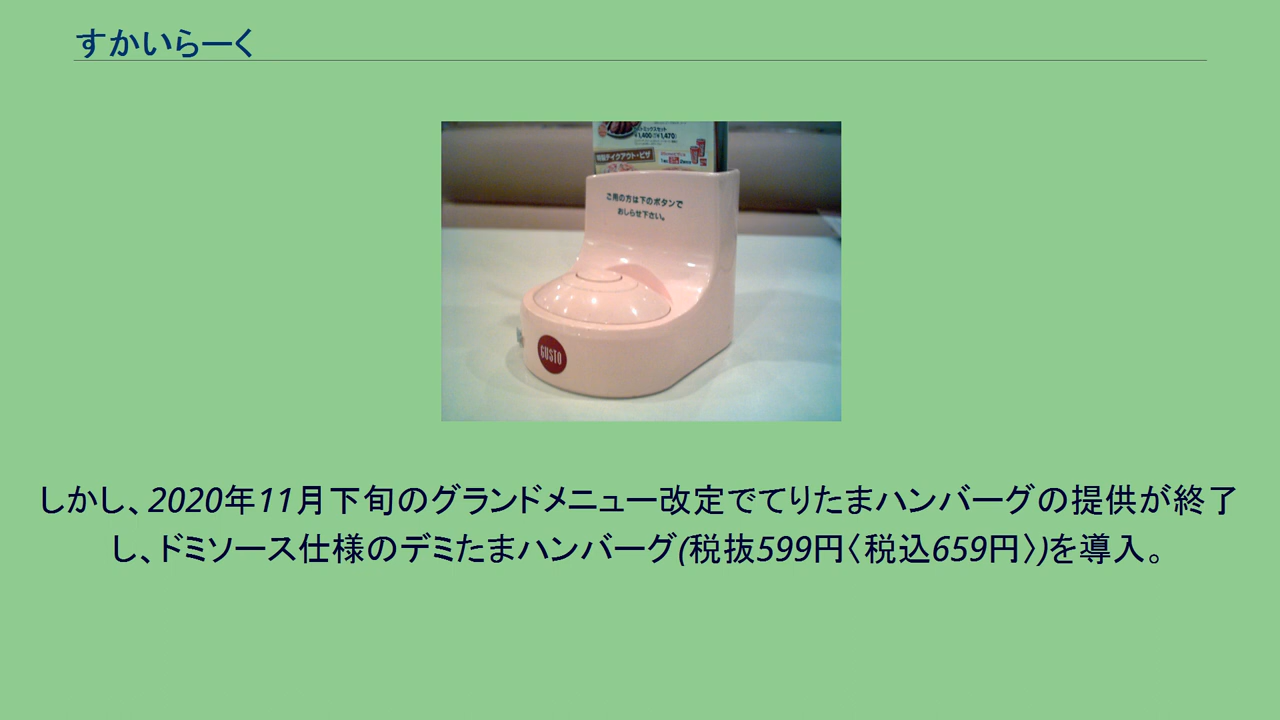 すかいらーく
¥1,400 ¥1,470
ご用の方は下のボタンで
おしらせ下さい。
GUSTO
しかし、2020年11月下旬のグランドメニュー改定でてりたまハンバーグの提供が終了
し、ドミソース仕様のデミたまハンバーグ(税抜599円〈税込659円〉)を導入。